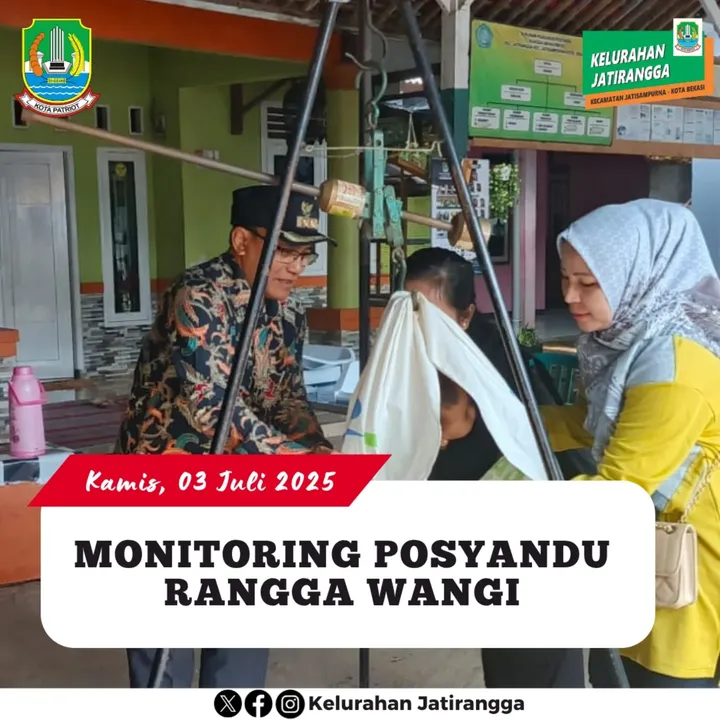 KOTA PATRIOT
KELURAHAN
JATIRANGGA
KECAMATAN JATISAMPURNA - KOTA BEKASI
Kamis, 03 Juli 2025
MONITORING POSYANDU
RANGGA WANGI
Kelurahan Jatirangga